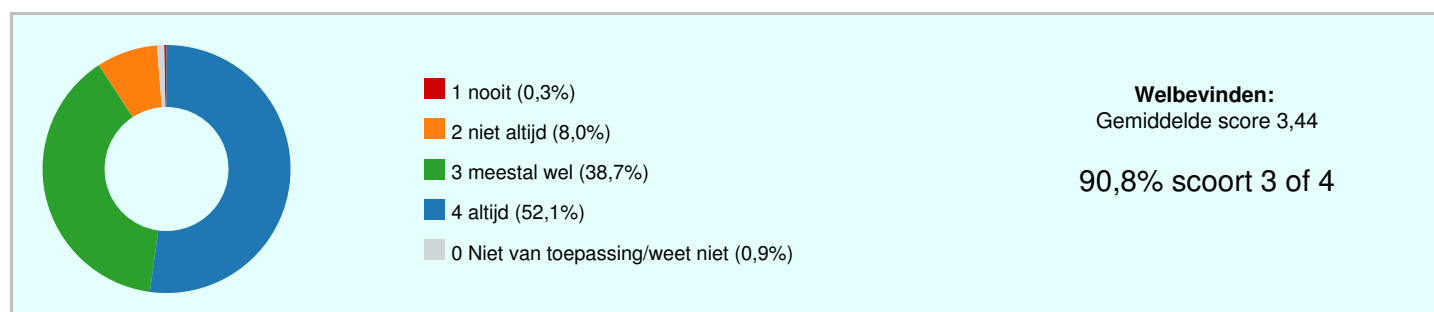 1 nooit (0,3%)
2 niet altijd (8,0%)
3 meestal wel (38,7%)
4 altijd (52,1%)
0 Niet van toepassing/weet niet (0,9%)
Welbevinden:
Gemiddelde score 3,44
90,8% scoort 3 of 4